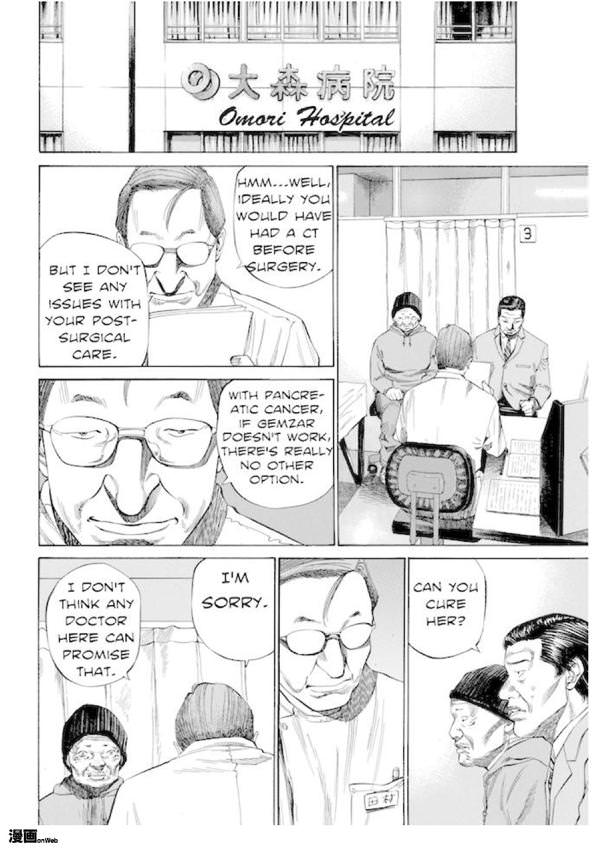 大森病院
Omori Hospital
HMM...WELL,
IDEALLY YOU
WOULD HAVE
HAD A CT
BEFORE
SURGERY.
BUT I DON'T
SEE ANY
ISSUES WITH
YOUR POST-
SURGICAL
CARE.
3
WITH PANCRE-
ATIC CANCER,
IF GEMZAR
DOESN'T WORK,
THERE'S REALLY
NO OTHER
OPTION.
CAN YOU
CURE
HER?
I'M
SORRY.
田村
I DON'T
THINK ANY
DOCTOR
HERE CAN
PROMISE
THAT.
漫画onWeb